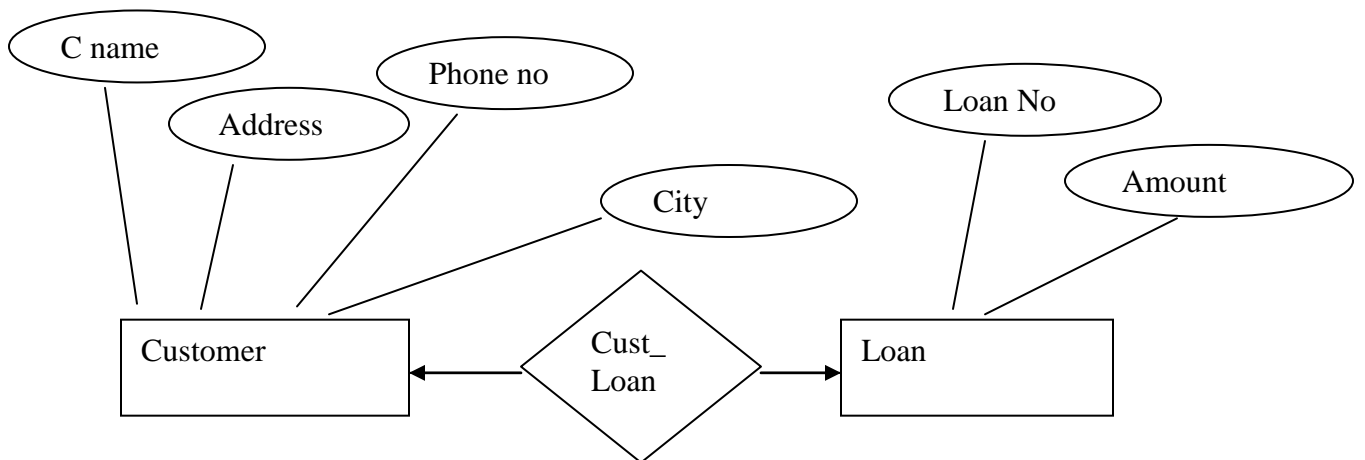 C name
Phone no
Address
Loan No
Amount
City
Customer
Cust_
Loan
Loan